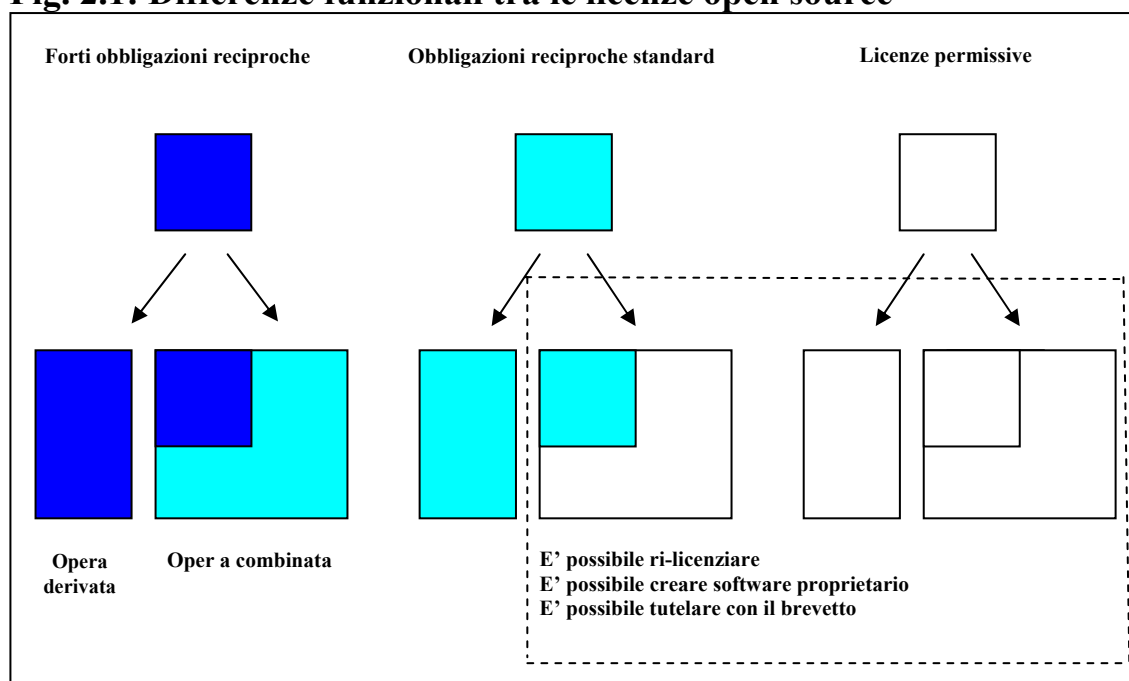 Fig. 2.1: Differenze funzionali tra le licenze open source
Forti obbligazioni reciproche
Obbligazioni reciproche standard
Licenze permissive
Opera
derivata
Oper a combinata
E’ possibile ri-licenziare
E’ possibile creare software proprietario
E’ possibile tutelare con il brevetto